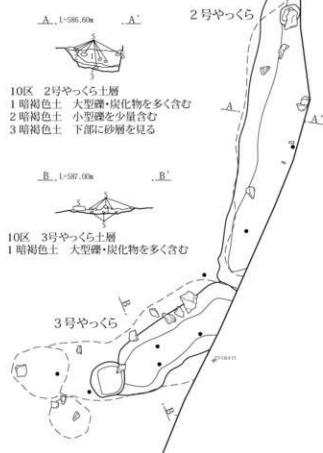 2号やっくら
A L=586.60m A´
S
S
10区 2号やっくら土層
1 暗褐色土 大型礫・炭化物を多く含む
2 暗褐色土 小型礫を少量含む
3 暗褐色土 下部に砂層を見る
A A´
B L=587.00m B´
S S
S
10区 3号やっくら土層
1 暗褐色土 大型礫・炭化物を多く含む
3号やっくら
B
B´